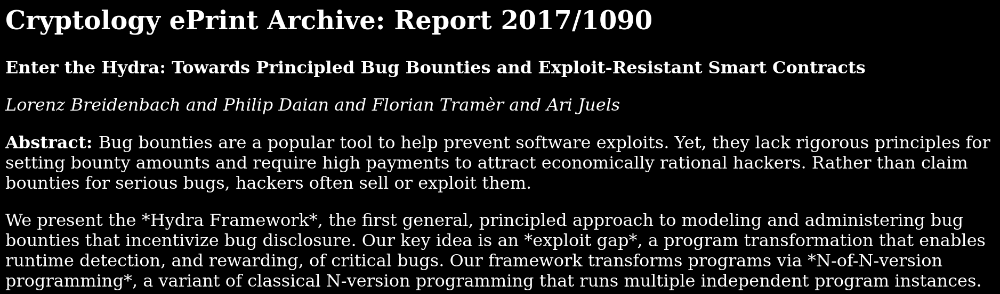 Cryptology ePrint Archive: Report 2017/1090
Enter the Hydra: Towards Principled Bug Bounties and Exploit-Resistant Smart Contracts
Lorenz Breidenbach and Philip Daian and Florian Tramèr and Ari Juels
Abstract: Bug bounties are a popular tool to help prevent software exploits. Yet, they lack rigorous principles for
setting bounty amounts and require high payments to attract economically rational hackers. Rather than claim
bounties for serious bugs, hackers often sell or exploit them.
We present the *Hydra Framework*, the first general, principled approach to modeling and administering bug
bounties that incentivize bug disclosure. Our key idea is an *exploit gap*, a program transformation that enables
runtime detection, and rewarding, of critical bugs. Our framework transforms programs via *N-of-N-version
programming*, a variant of classical N-version programming that runs multiple independent program instances.